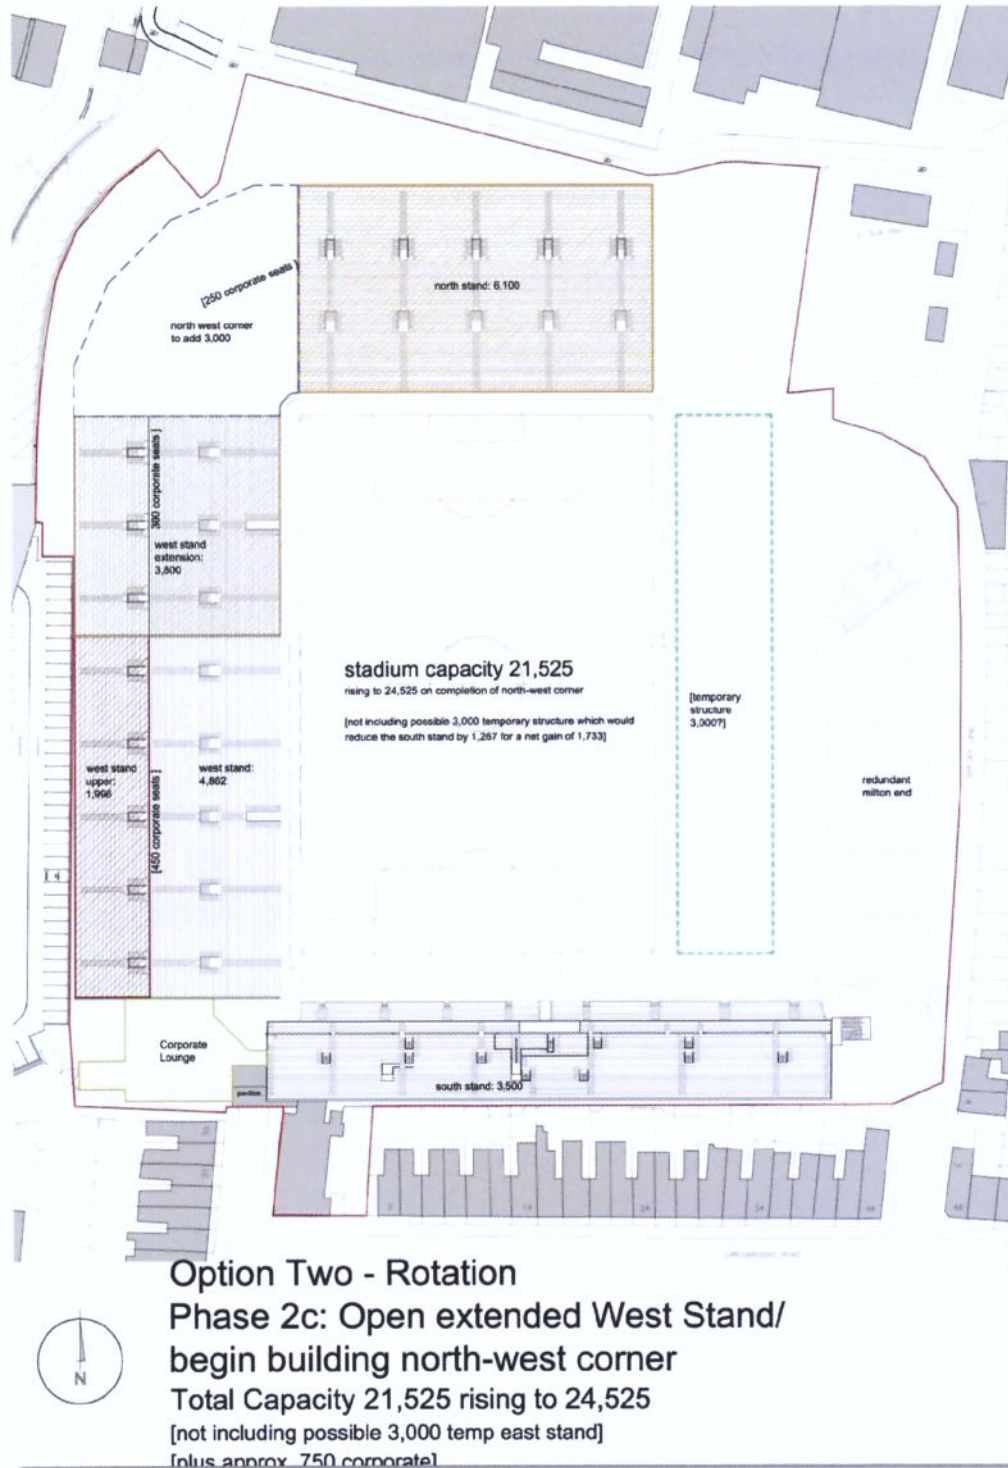 [250 corporate seats ]
north stand: 6,100
north west corner
to add 3,000
300 corporate seats ]
west stand
extension:
3,800
stadium capacity 21,525
rising to 24,525 on completion of north-west corner
[not including possible 3,000 temporary structure which would
reduce the south stand by 1,267 for a net gain of 1,733]
[temporary
structure
3,000?]
west stand
upper:
1,996
[450 corporate seats ]
west stand:
4,862
redundant
milton end
Corporate
Lounge
pavilion
south stand: 3,500
Option Two - Rotation
Phase 2c: Open extended West Stand/
begin building north-west corner
Total Capacity 21,525 rising to 24,525
[not including possible 3,000 temp east stand]
[plus approx. 750 corporate]
N